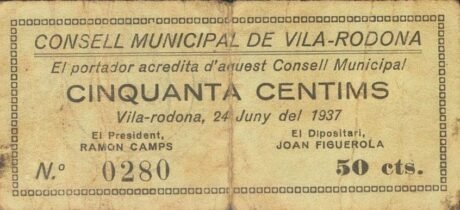 CONSELL MUNICIPAL DE VILA-RODONA
El portador acredita d'aquest Consell Municipal
CINQUANTA CENTIMS
Vila-rodona, 24 Juny del 1937
El President,
RAMON CAMPS
El Dipositari,
JOAN FIGUEROLA
N.º 0280
50 cts.